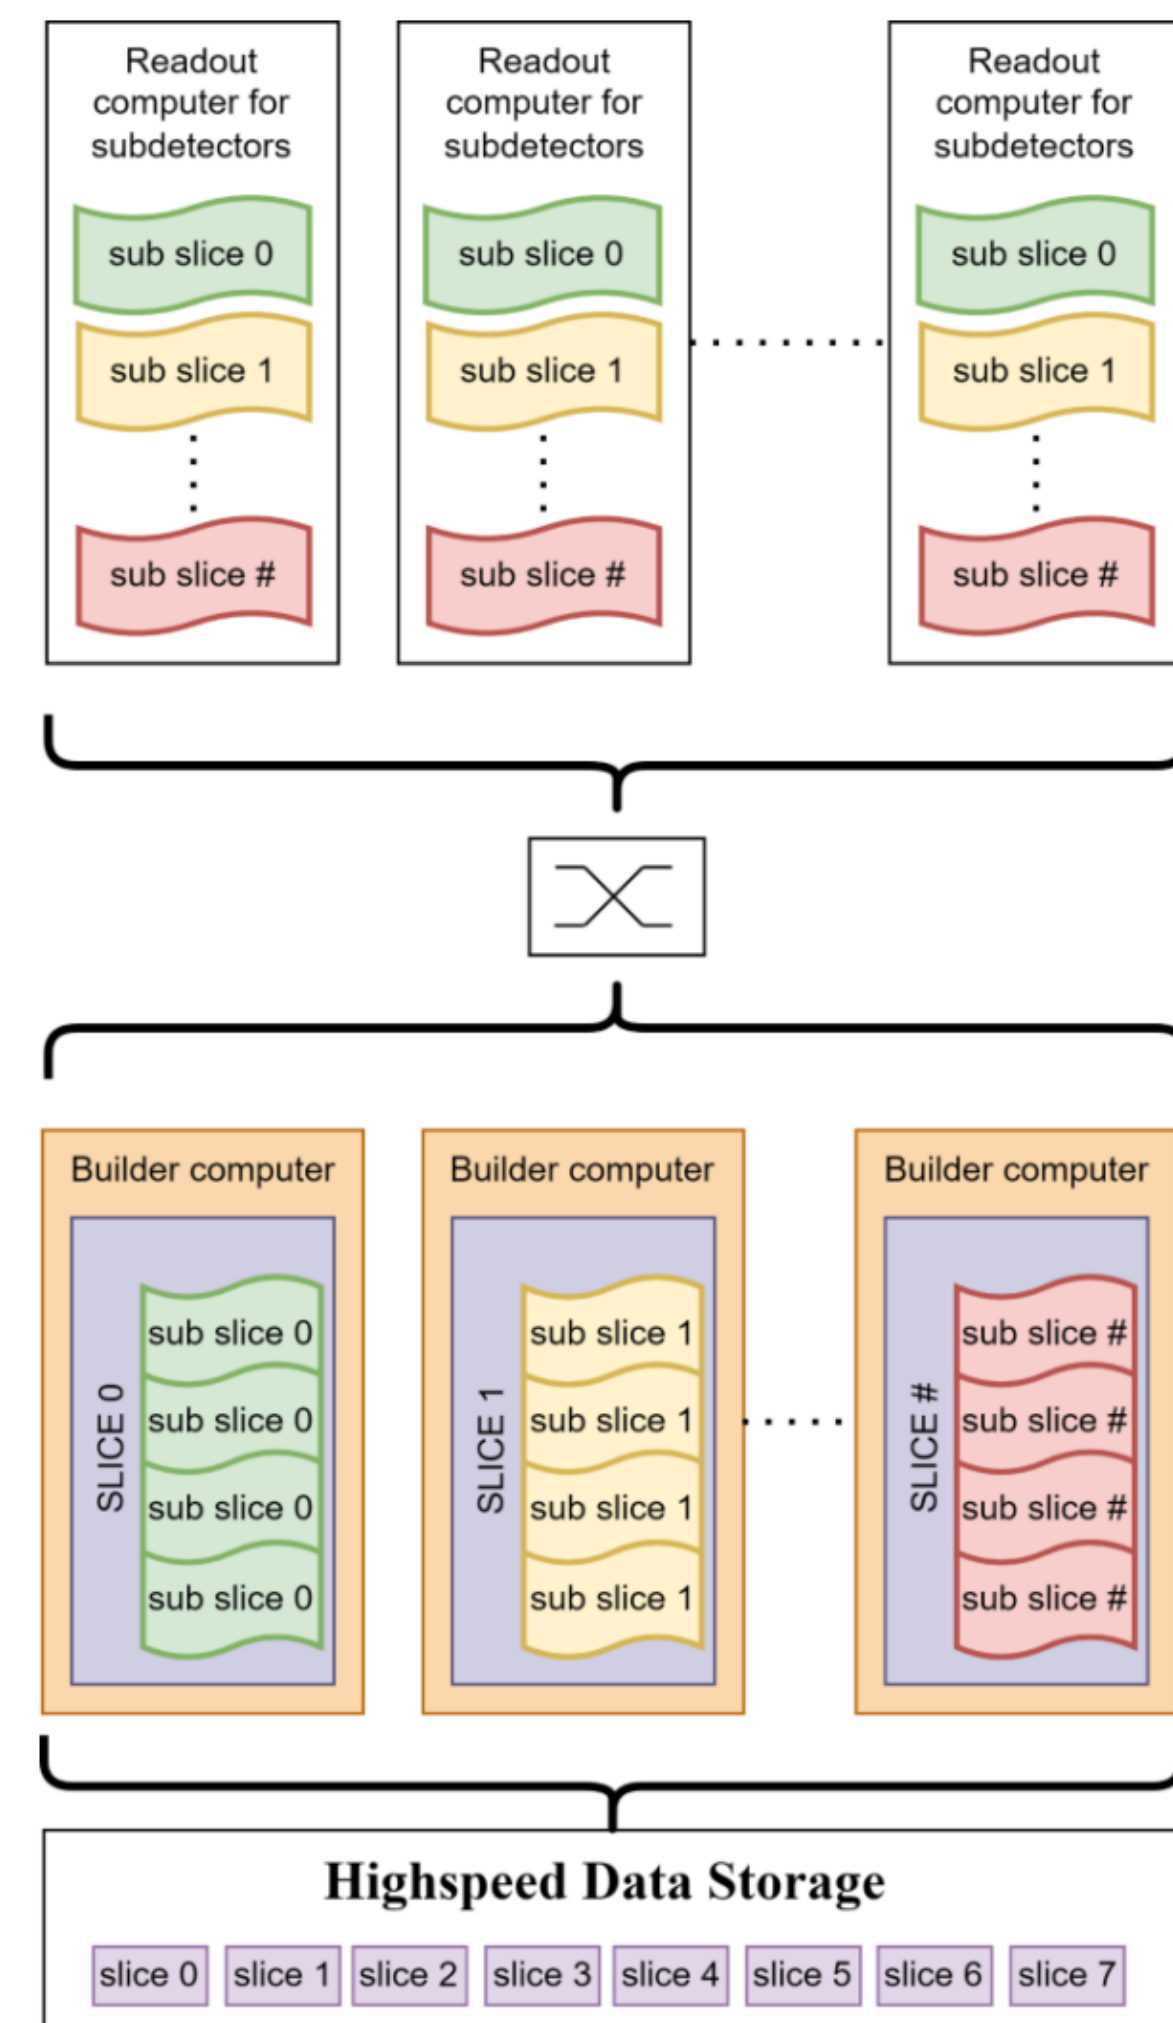 Readout
computer for
subdetectors
sub slice 0
sub slice 1
sub slice #
Readout
computer for
subdetectors
sub slice 0
sub slice 1
sub slice #
Readout
computer for
subdetectors
sub slice 0
sub slice 1
sub slice #
Builder computer
SLICE 0
sub slice 0
sub slice 0
sub slice 0
sub slice 0
Builder computer
SLICE 1
sub slice 1
sub slice 1
sub slice 1
sub slice 1
Builder computer
SLICE #
sub slice #
sub slice #
sub slice #
sub slice #
Highspeed Data Storage
slice 0 slice 1 slice 2 slice 3 slice 4 slice 5 slice 6 slice 7